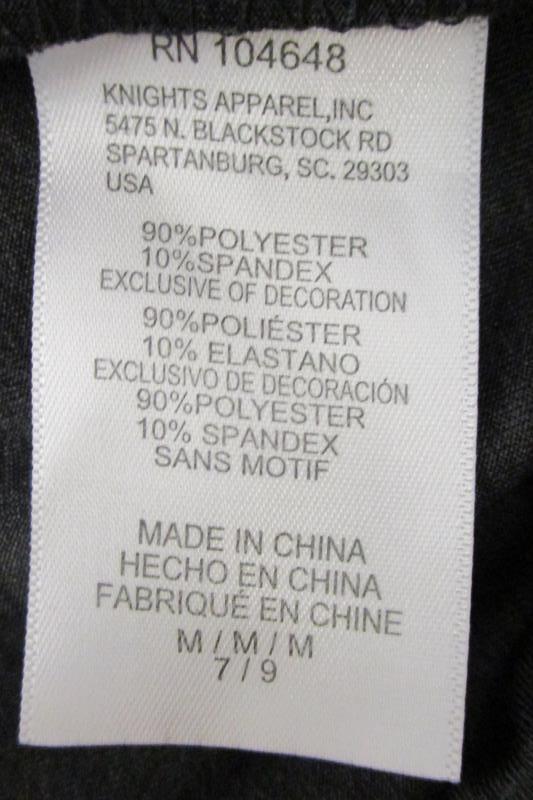 RN 104648
KNIGHTS APPAREL,INC
5475 N. BLACKSTOCK RD
SPARTANBURG, SC. 29303
USA
90%POLYESTER
10%SPANDEX
EXCLUSIVE OF DECORATION
90%POLIÉSTER
10% ELASTANO
EXCLUSIVO DE DECORACIÓN
90%POLYESTER
10% SPANDEX
SANS MOTIF
MADE IN CHINA
HECHO EN CHINA
FABRIQUÉ EN CHINE
M / M / M
7 / 9